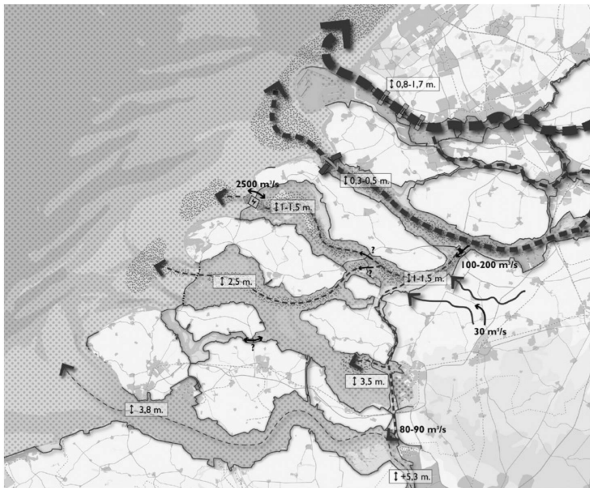 ↕ 0,8-1,7 m.
↕ 0,3-0,5 m.
2500 m³/s
↕ 1-1,5 m.
?
100-200 m³/s
?
↕ 1-1,5 m.
↕ 2,5 m.
30 m³/s
?
↕ 3,5 m.
↕ 3,8 m.
80-90 m³/s
↕ +5,3 m.